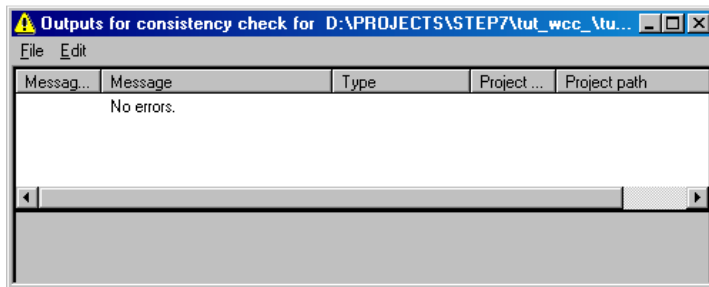 Outputs for consistency check for D:\PROJECTS\STEP7\tut_wcc_\tu...
File Edit
Messag... Message Type Project ... Project path
No errors.